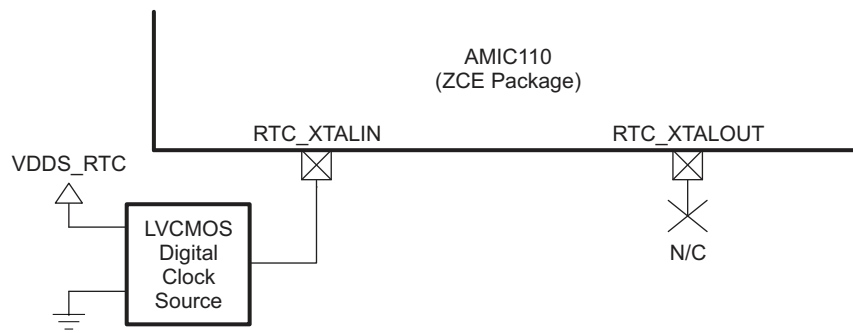 AMIC110
(ZCE Package)
RTC_XTALIN
RTC_XTALOUT
VDDS_RTC
LVCMOS
Digital
Clock
Source
N/C